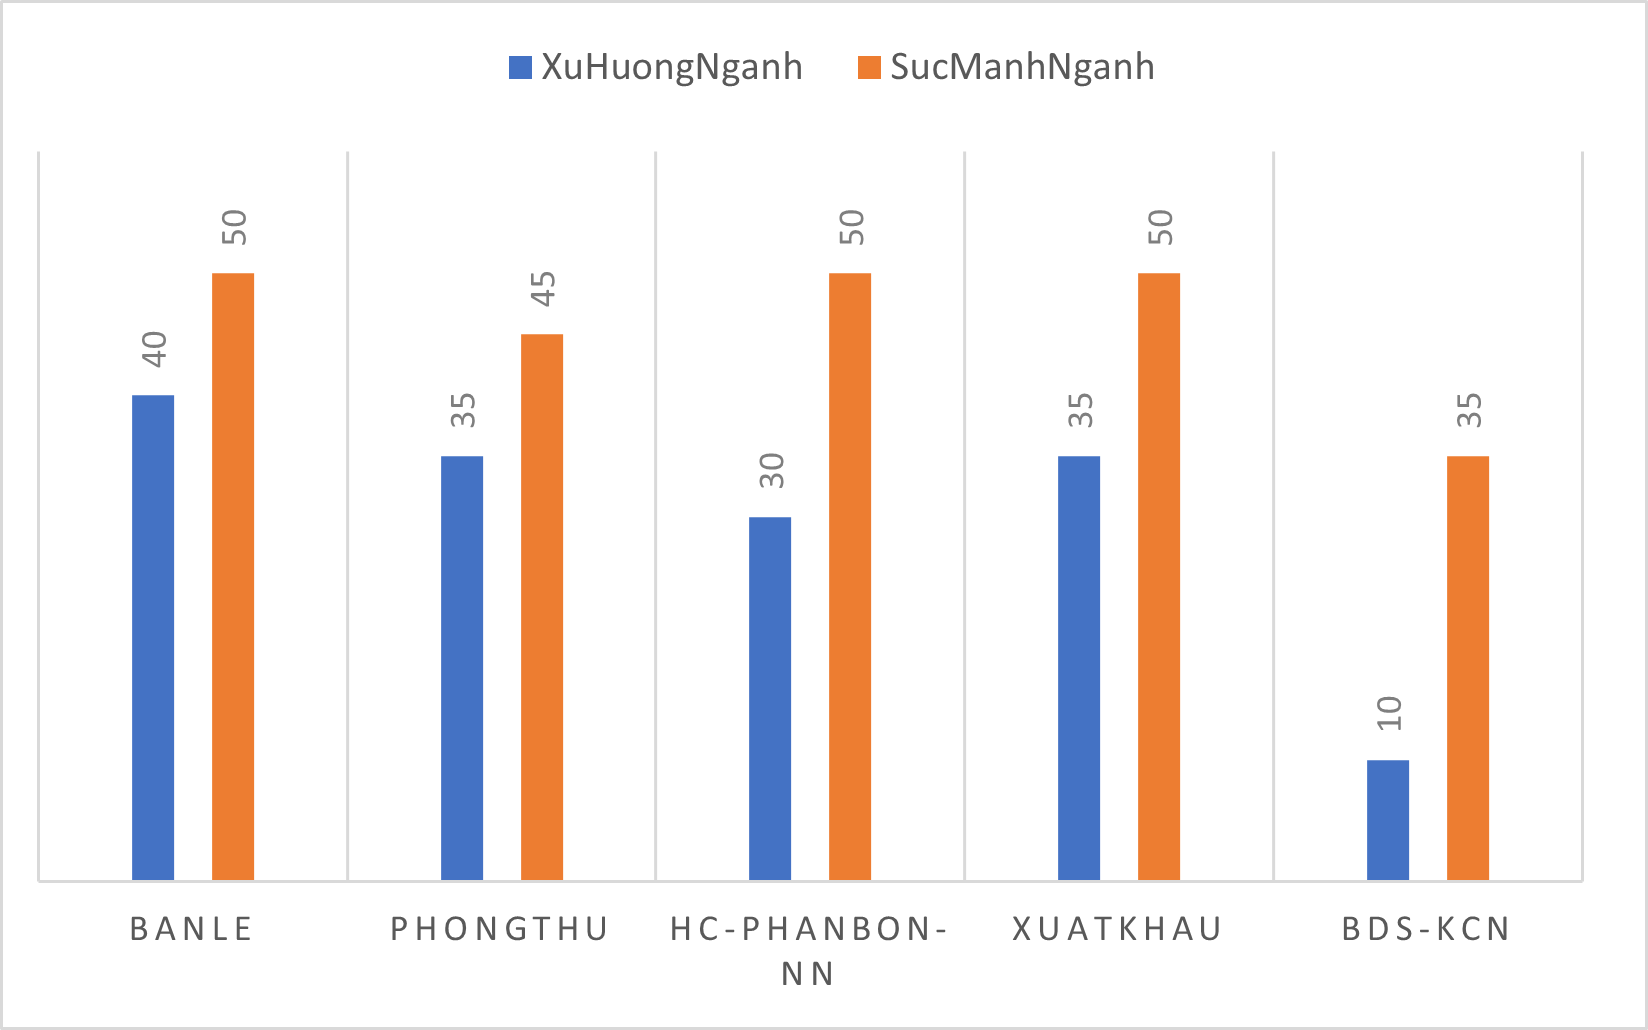 XuHuongNganh SucManhNganh
40 50 35 45 30 50 35 50 10 35
BANLE PHONGTHU HC-PHANBON- XUATKHAU BDS-KCN
NN